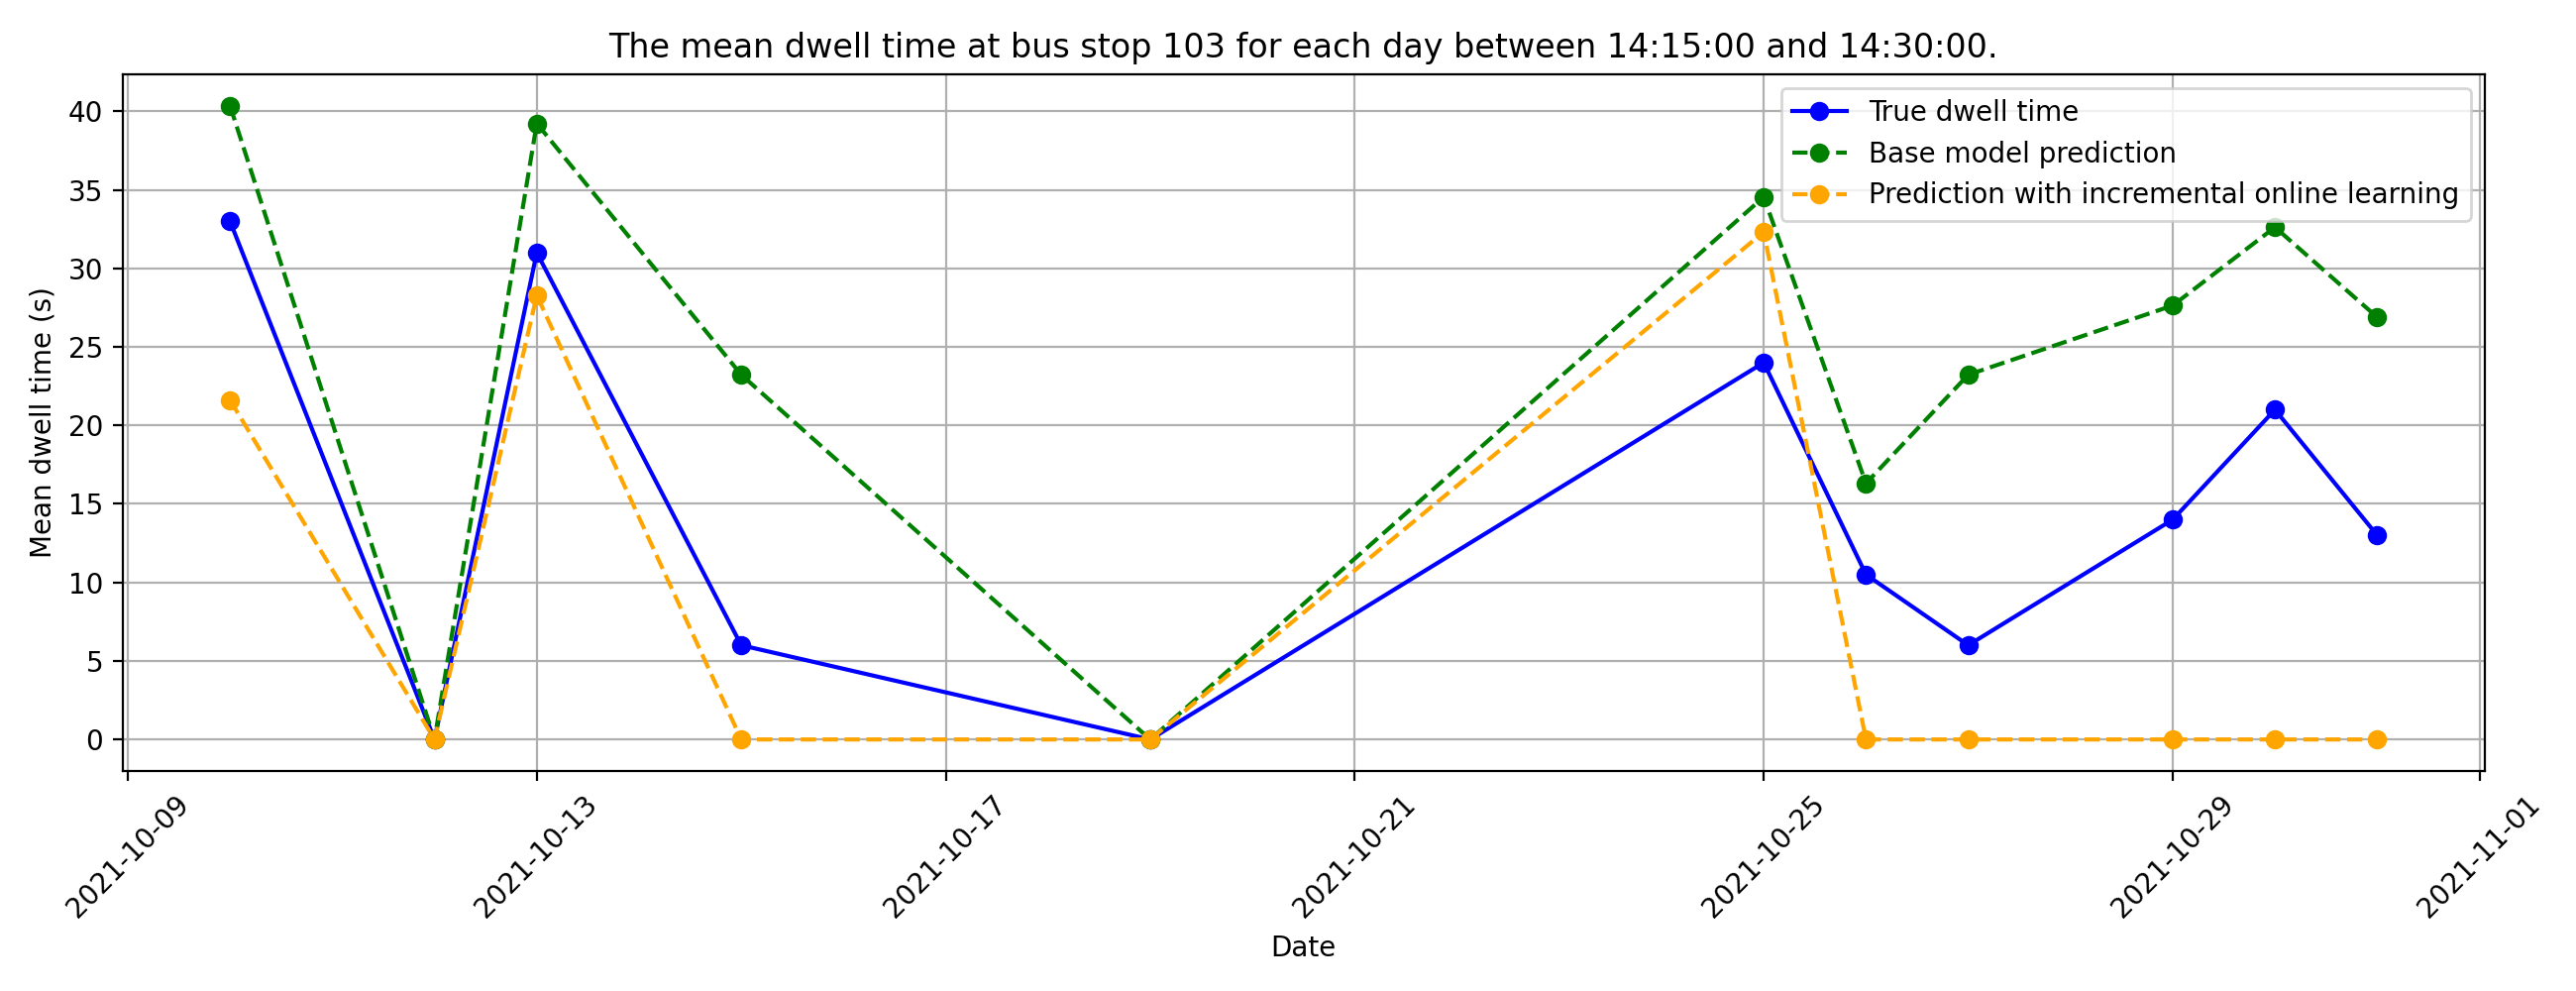 The mean dwell time at bus stop 103 for each day between 14:15:00 and 14:30:00.
True dwell time
Base model prediction
Prediction with incremental online learning
Mean dwell time (s)
40
35
30
25
20
15
10
5
0
2021-10-09
2021-10-13
2021-10-17
2021-10-21
2021-10-25
2021-10-29
2021-11-01
Date